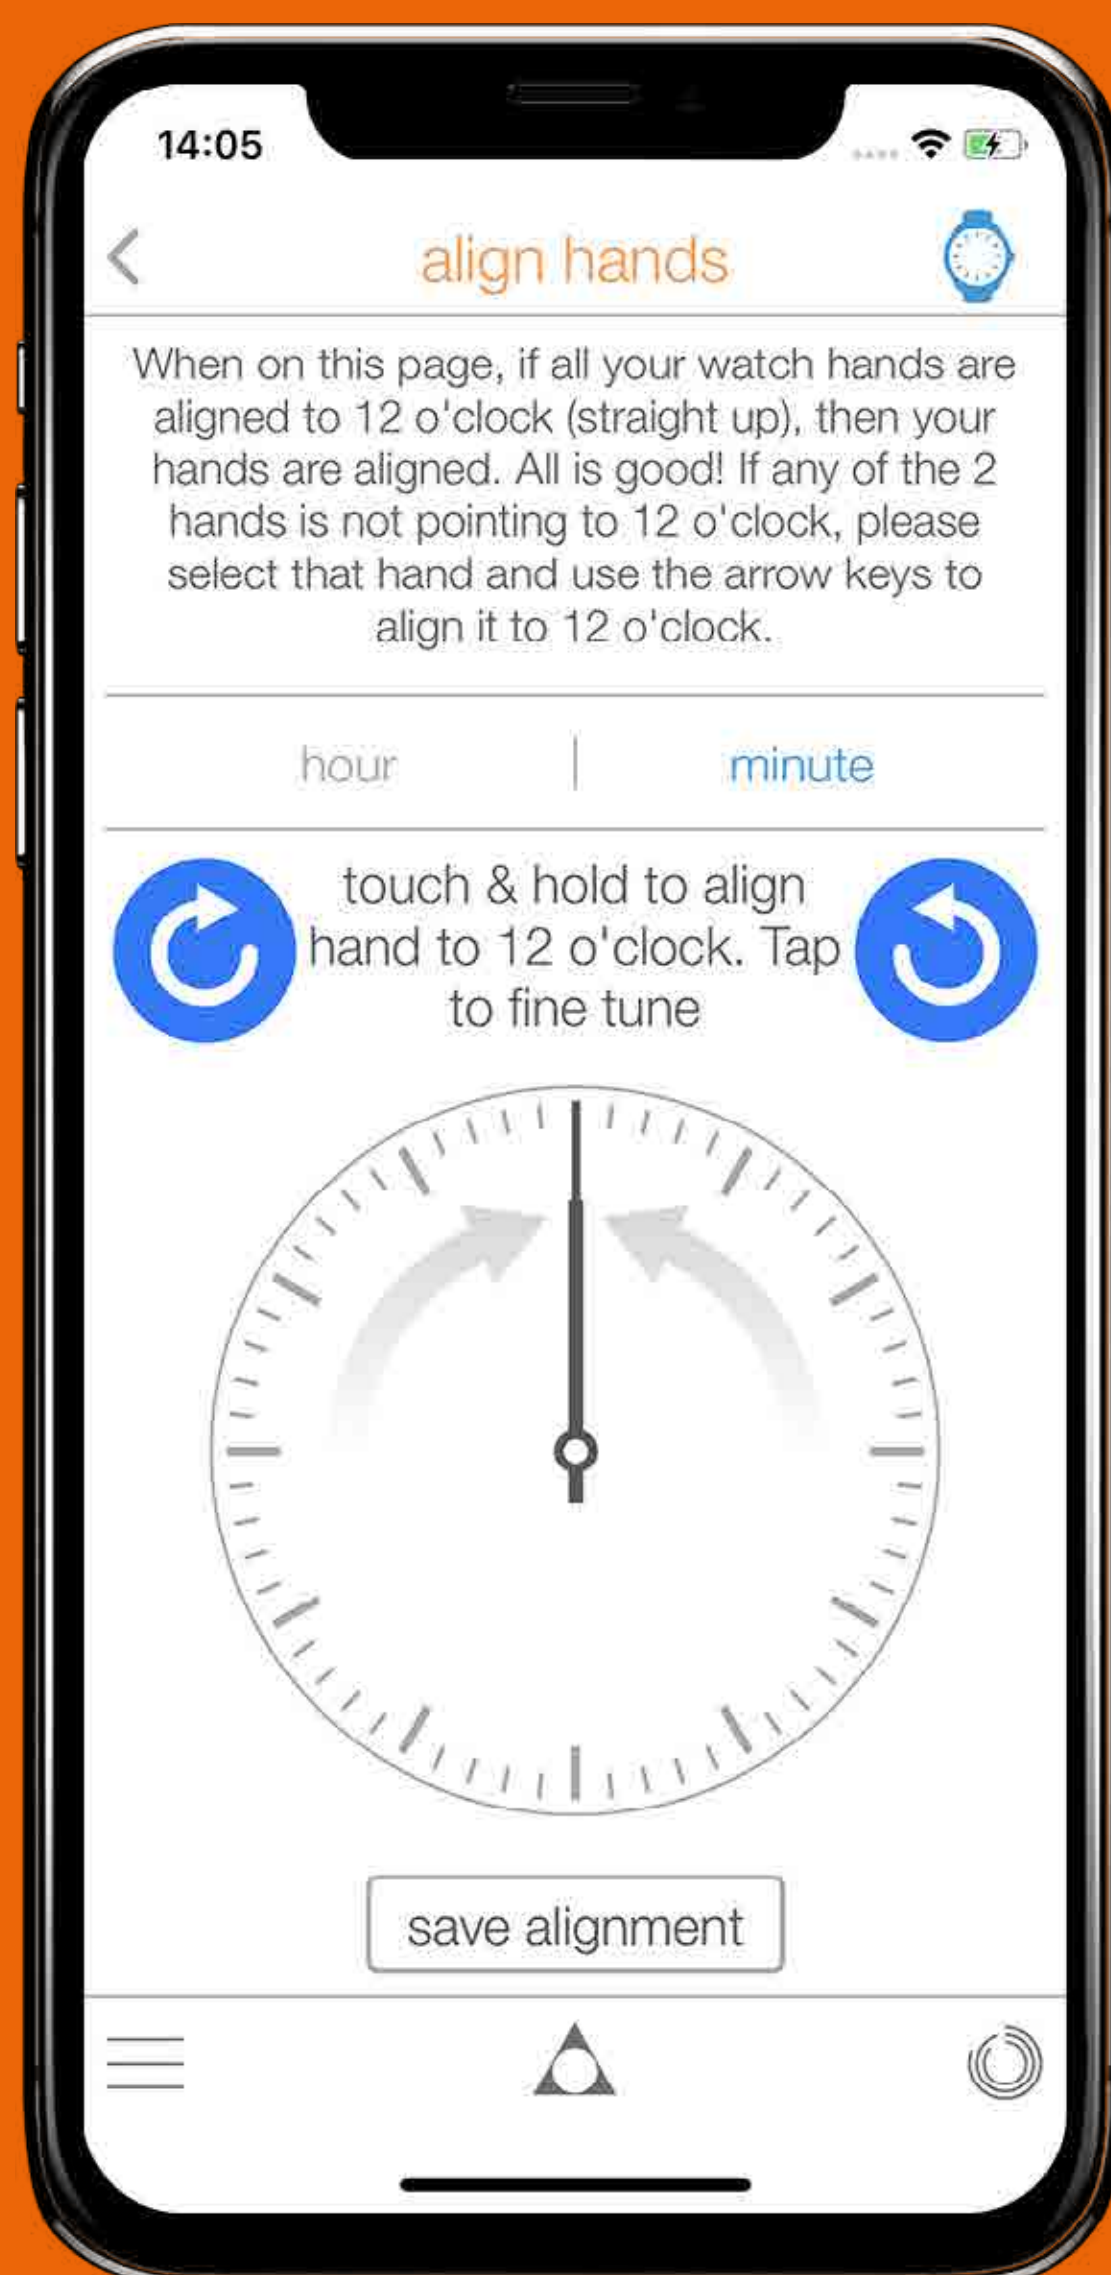 14:05
align hands
When on this page, if all your watch hands are
aligned to 12 o'clock (straight up), then your
hands are aligned. All is good! If any of the 2
hands is not pointing to 12 o'clock, please
select that hand and use the arrow keys to
align it to 12 o'clock.
hour | minute
touch & hold to align
hand to 12 o'clock. Tap
to fine tune
save alignment